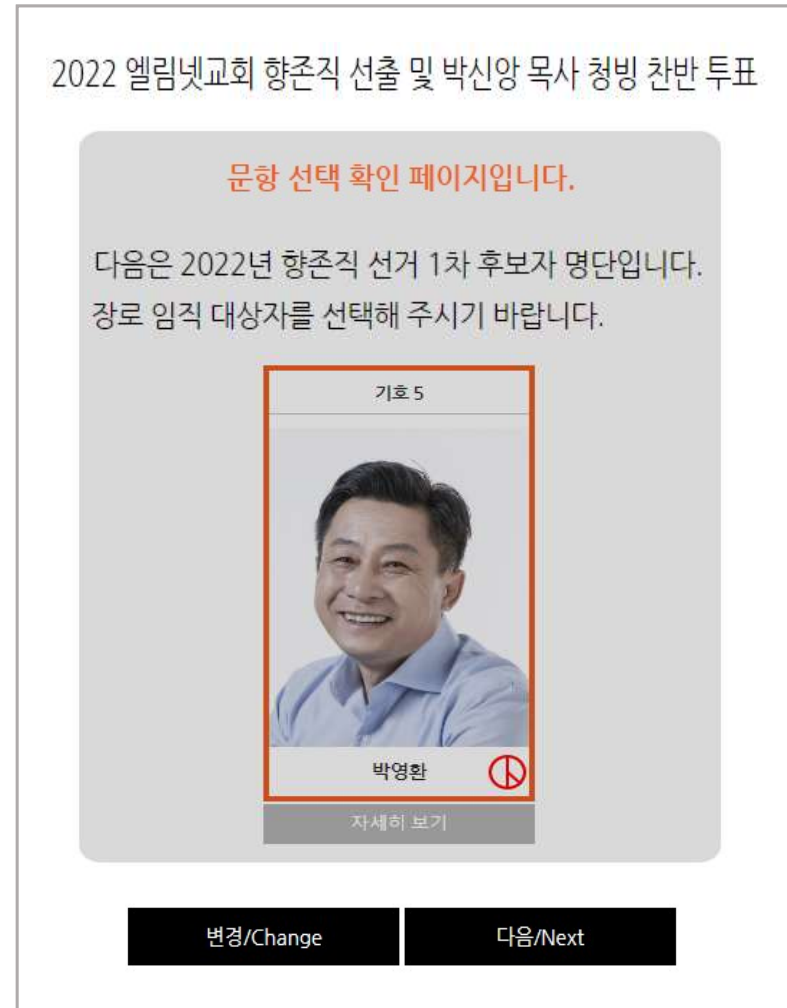 2022 엘림넷교회 향존직 선출 및 박신앙 목사 청빙 찬반 투표
문항 선택 확인 페이지입니다.
다음은 2022년 향존직 선거 1차 후보자 명단입니다.
장로 임직 대상자를 선택해 주시기 바랍니다.
기호 5
박영환
자세히 보기
변경/Change
다음/Next